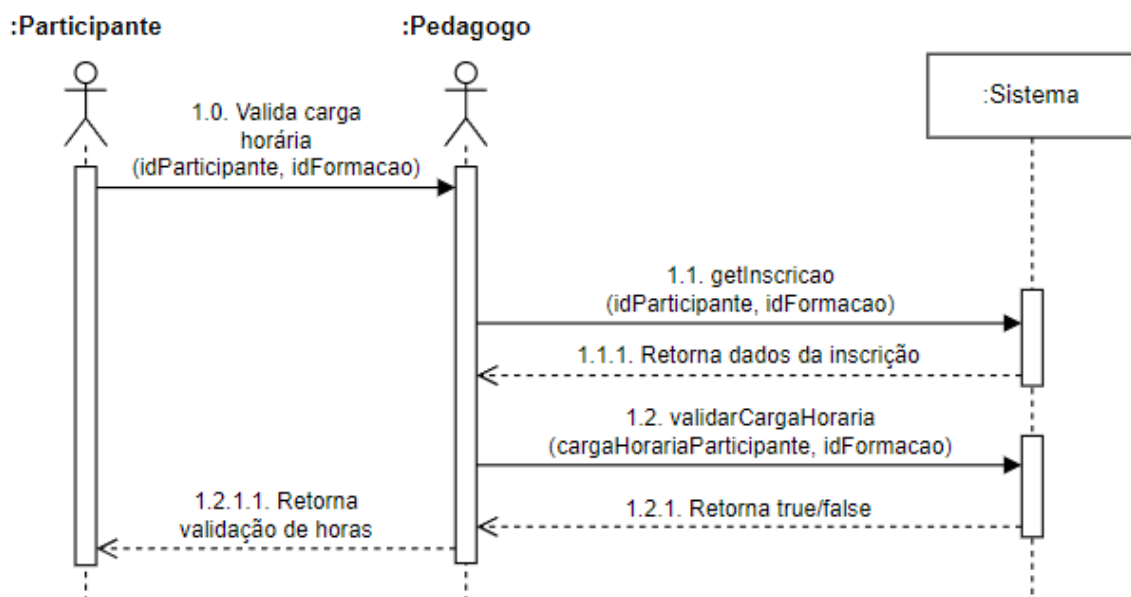 :Participante
:Pedagogo
:Sistema
1.0. Valida carga
horária
(idParticipante, idFormacao)
1.1. getInscricao
(idParticipante, idFormacao)
1.1.1. Retorna dados da inscrição
1.2. validarCargaHoraria
(cargaHorariaParticipante, idFormacao)
1.2.1. Retorna true/false
1.2.1.1. Retorna
validação de horas